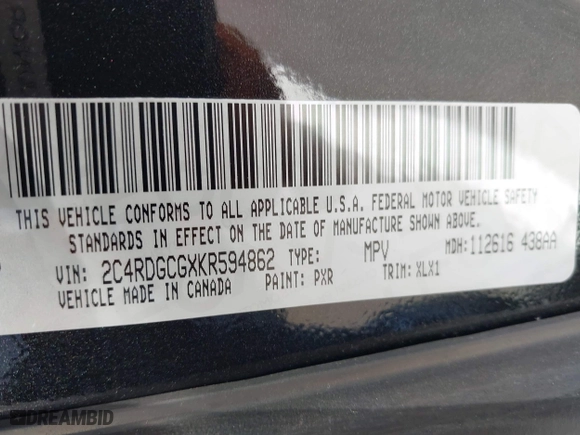 THIS VEHICLE CONFORMS TO ALL APPLICABLE U.S.A. FEDERAL MOTOR VEHICLE SAFETY
STANDARDS IN EFFECT ON THE DATE OF MANUFACTURE SHOWN ABOVE.
VIN: 2C4RDGCGXKR594862 TYPE: MPV MDH: 112616 438AA
VEHICLE MADE IN CANADA PAINT: PXR TRIM: XLX1
DREAMBID